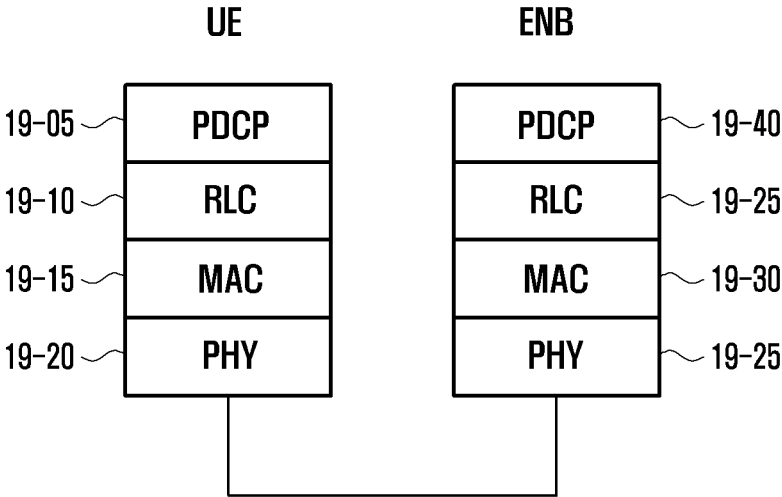 UE ENB
19-05 PDCP PDCP 19-40
19-10 RLC RLC 19-25
19-15 MAC MAC 19-30
19-20 PHY PHY 19-25